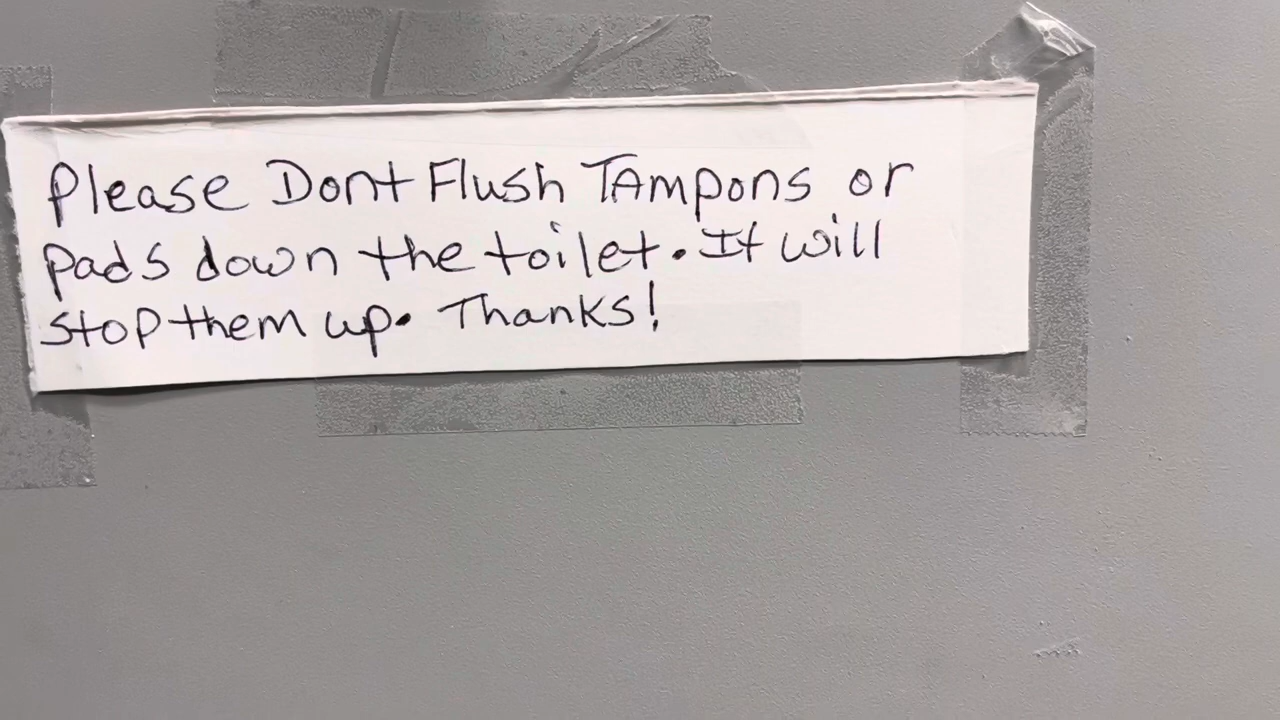 Please Dont Flush Tampons or
pads down the toilet. It will
stop them up. Thanks!